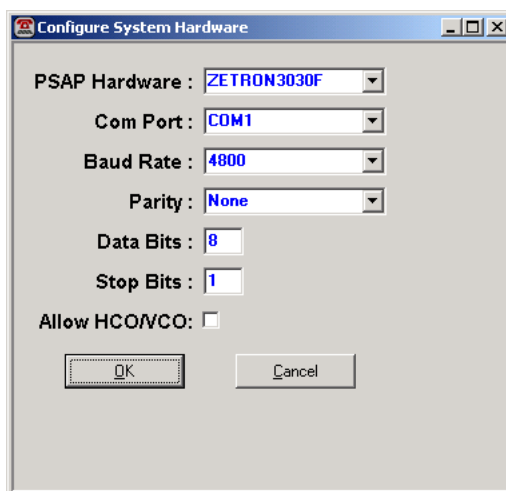 Configure System Hardware
PSAP Hardware : ZETRON3030F
Com Port : COM1
Baud Rate : 4800
Parity : None
Data Bits : 8
Stop Bits : 1
Allow HCO/VCO:
OK Cancel